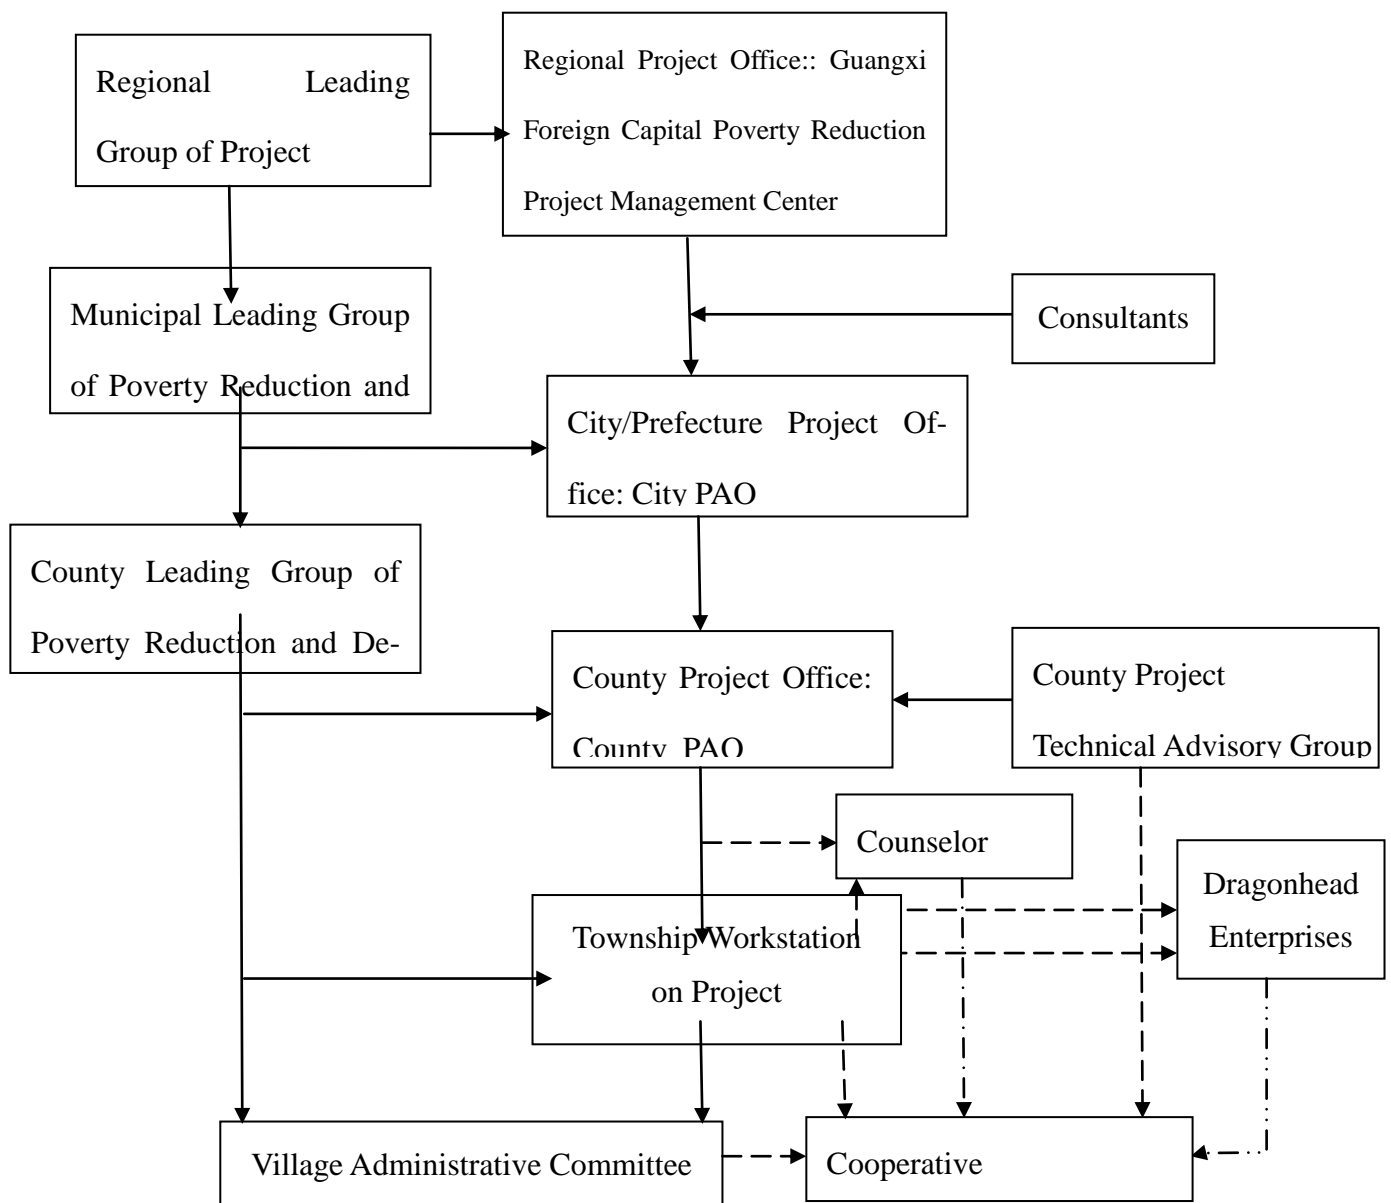 Regional Leading
Group of Project
Regional Project Office:: Guangxi
Foreign Capital Poverty Reduction
Project Management Center
Municipal Leading Group
of Poverty Reduction and
Consultants
City/Prefecture Project Of-
fice: City PAO
County Leading Group of
Poverty Reduction and De-
County Project Office:
County PAO
County Project
Technical Advisory Group
Counselor
Dragonhead
Enterprises
Township Workstation
on Project
Village Administrative Committee
Cooperative